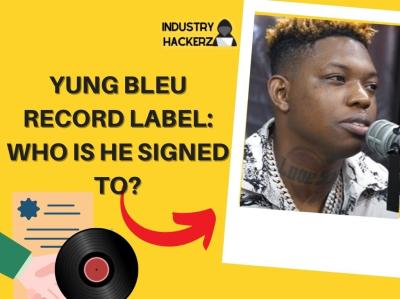 INDUSTRY
HACKERZ
YUNG BLEU
RECORD LABEL:
WHO IS HE SIGNED
TO?